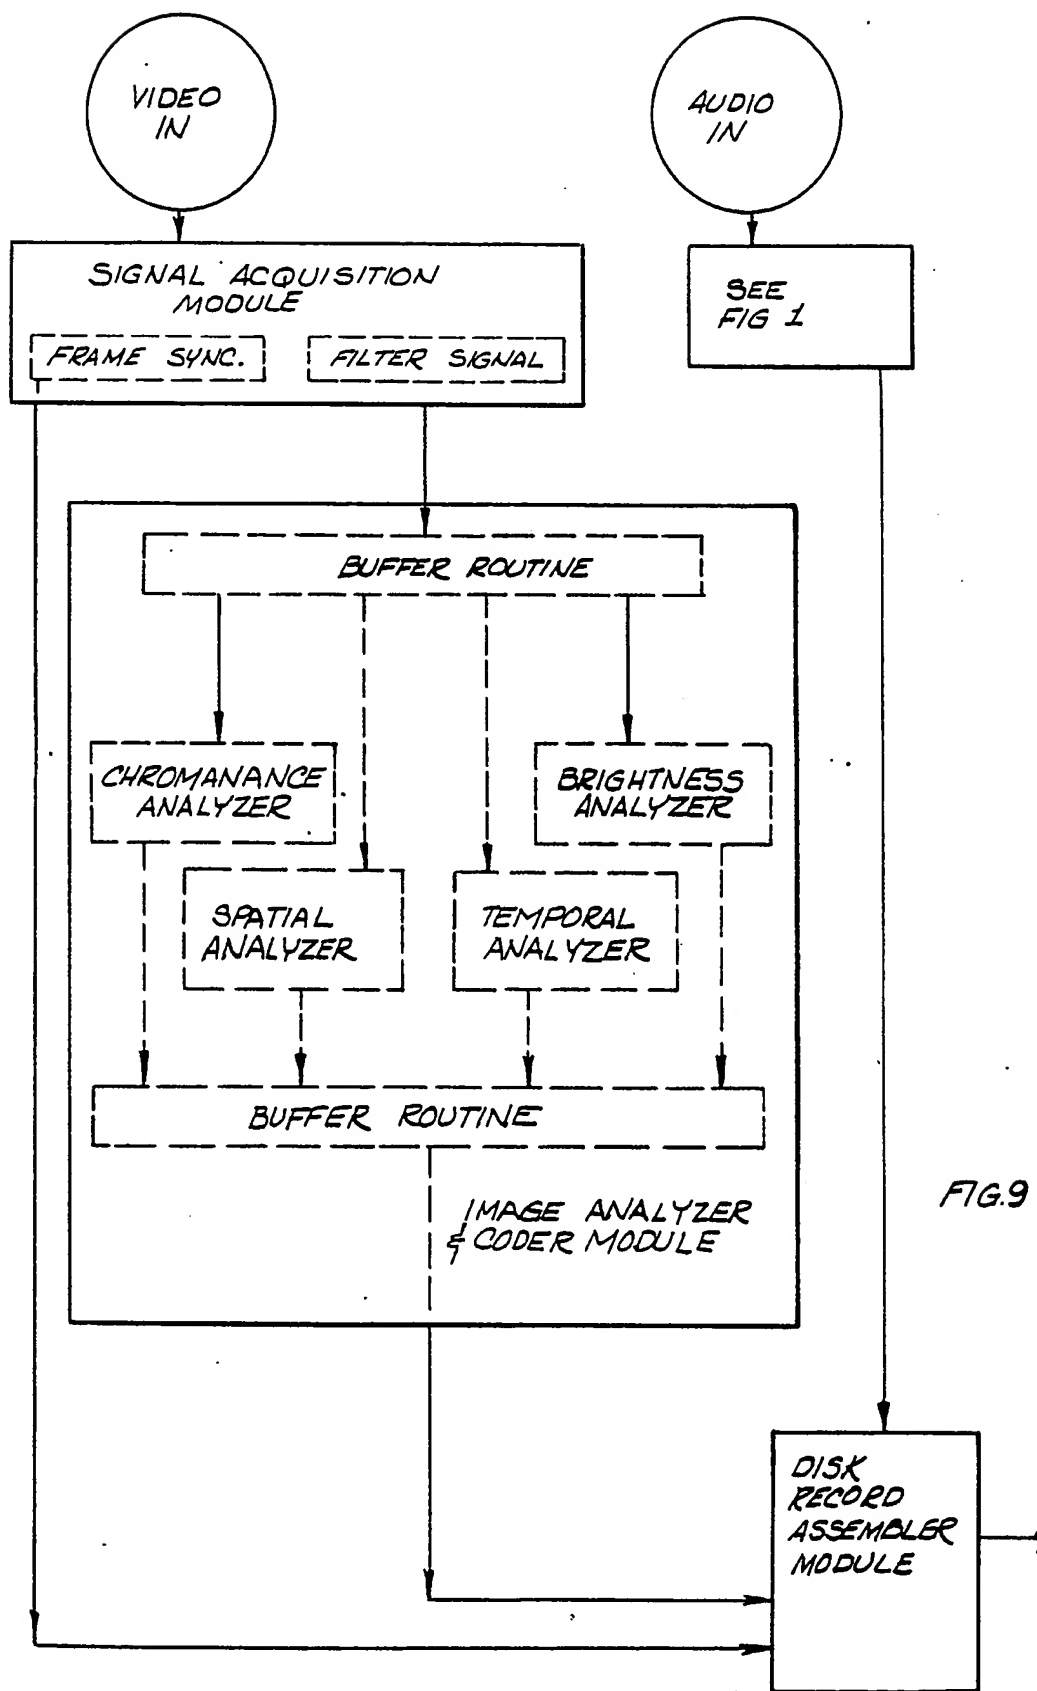 VIDEO
IN
AUDIO
IN
SIGNAL ACQUISITION
MODULE
FRAME SYNC.
FILTER SIGNAL
SEE
FIG 1
BUFFER ROUTINE
CHROMANANCE
ANALYZER
BRIGHTNESS
ANALYZER
SPATIAL
ANALYZER
TEMPORAL
ANALYZER
BUFFER ROUTINE
IMAGE ANALYZER
& CODER MODULE
FIG.9
DISK
RECORD
ASSEMBLER
MODULE